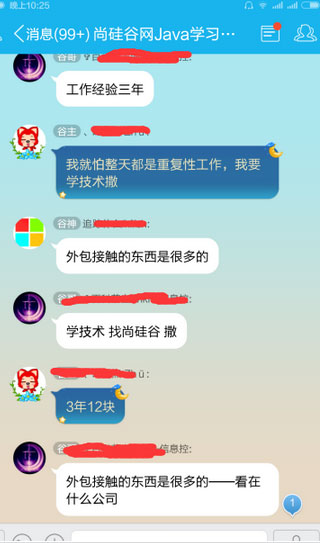 晚上10:25
消息(99+) 尚硅谷网Java学习…
谷哥
工作经验三年
谷主
我就怕整天都是重复性工作，我要
学技术撒
谷神
外包接触的东西是很多的
学技术 找尚硅谷 撒
3年12块
信息控:
外包接触的东西是很多的——看在
什么公司
1